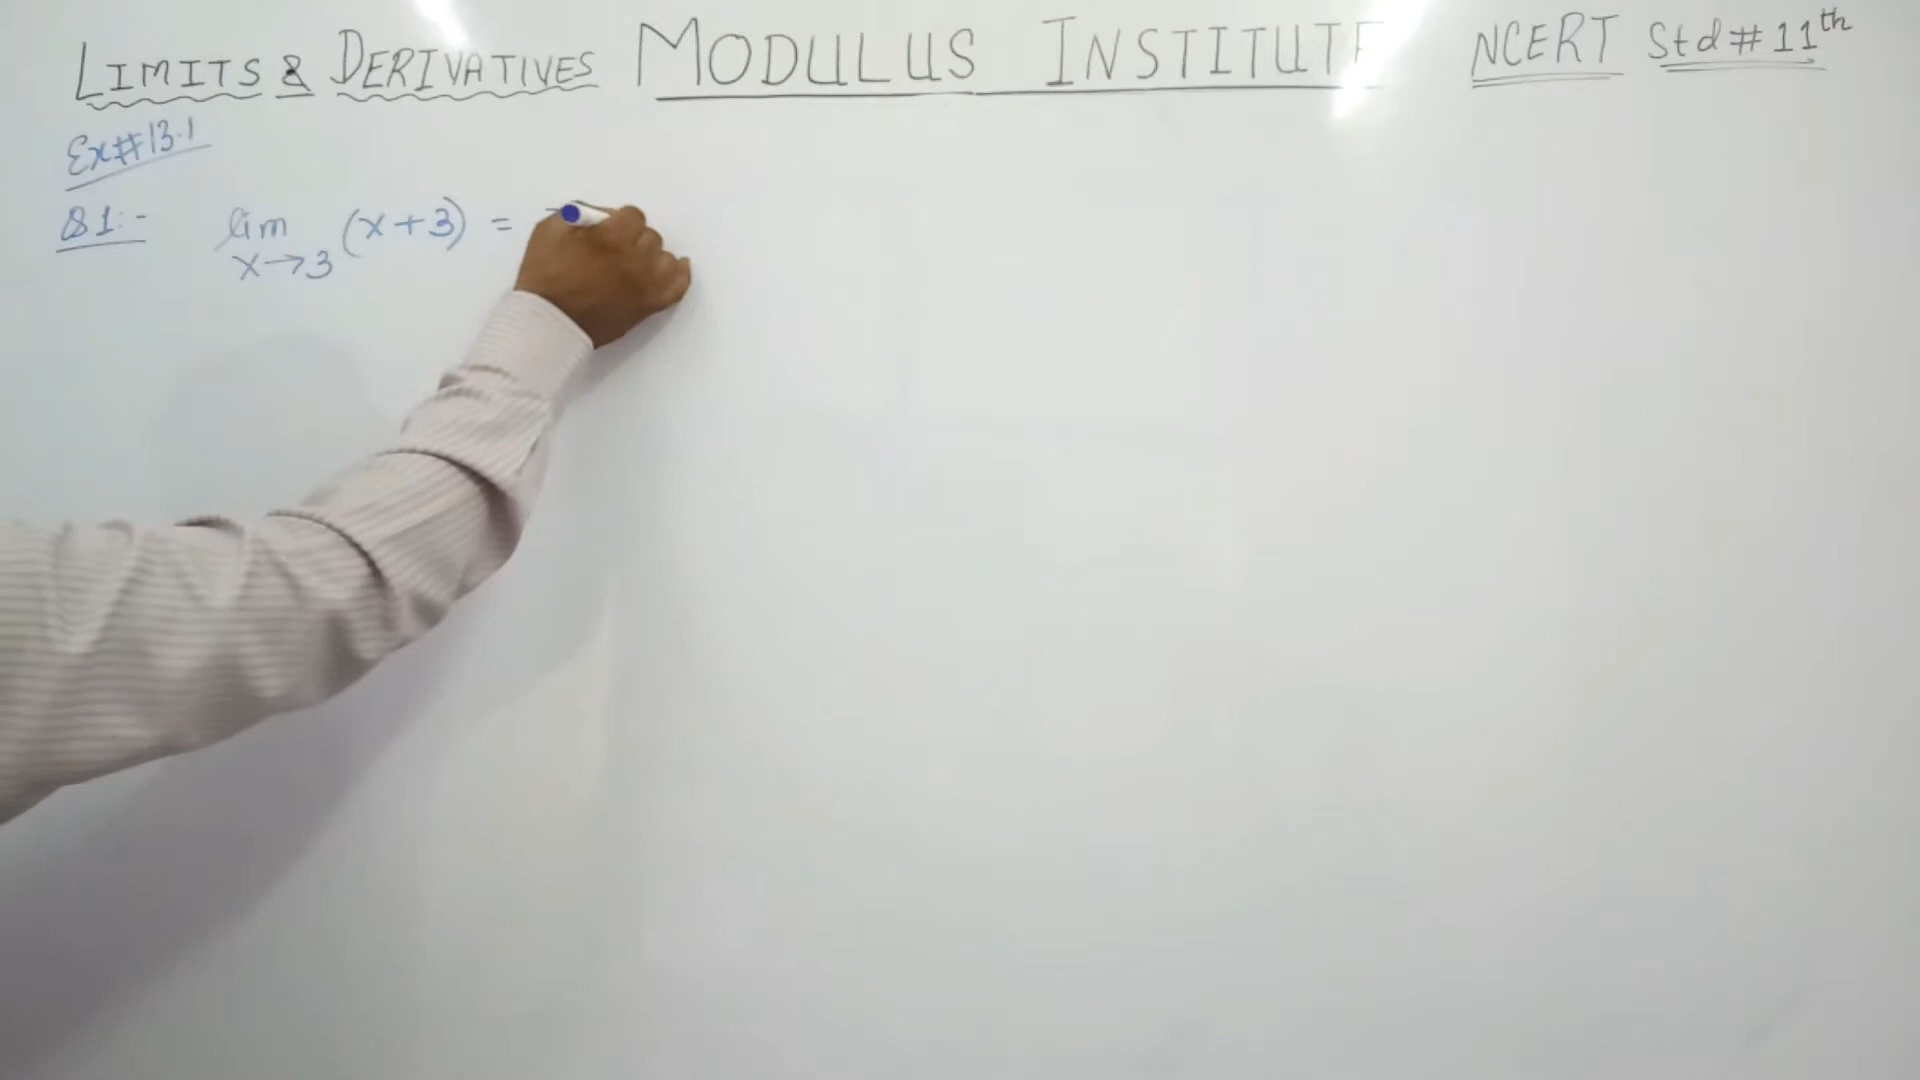 LIMITS & DERIVATIVES MODULUS INSTITUTE NCERT Std # 11th
Ex# 13.1
Q1:- lim (x+3) =
x→3